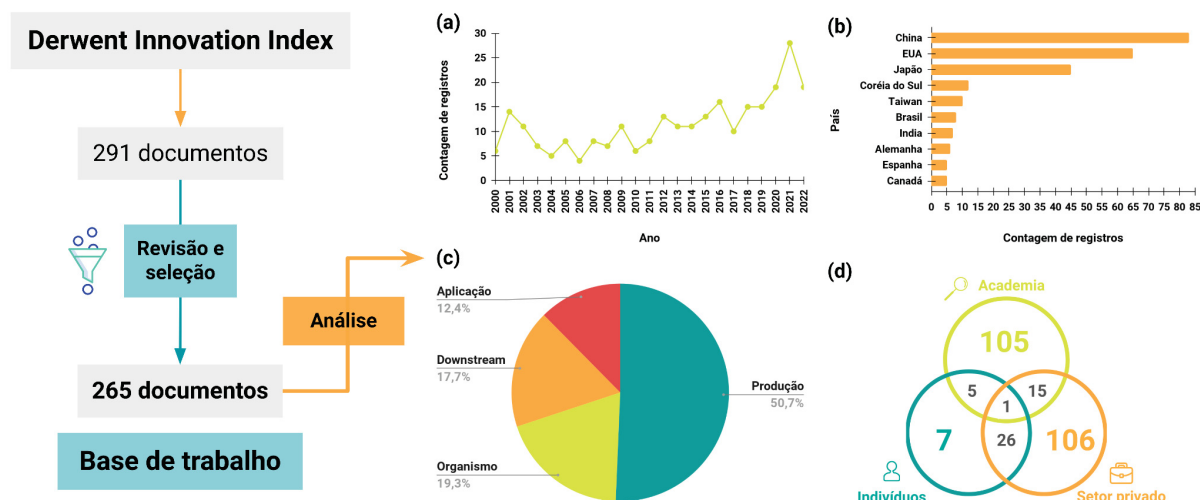 Derwent Innovation Index
291 documentos
Revisão e
seleção
Análise
265 documentos
Base de trabalho
(a)
Contagem de registros
30
25
20
15
10
5
0
2000
2001
2002
2003
2004
2005
2006
2007
2008
2009
2010
2011
2012
2013
2014
2015
2016
2017
2018
2019
2020
2021
2022
Ano
(b)
País
China
EUA
Japão
Coréia do Sul
Taiwan
Brasil
India
Alemanha
Espanha
Canadá
0 5 10 15 20 25 30 35 40 45 50 55 60 65 70 75 80 85
Contagem de registros
(c)
Aplicação
12,4%
Downstream
17,7%
Organismo
19,3%
Produção
50,7%
(d)
Academia
105
5
15
1
7
26
106
Indivíduos
Setor privado